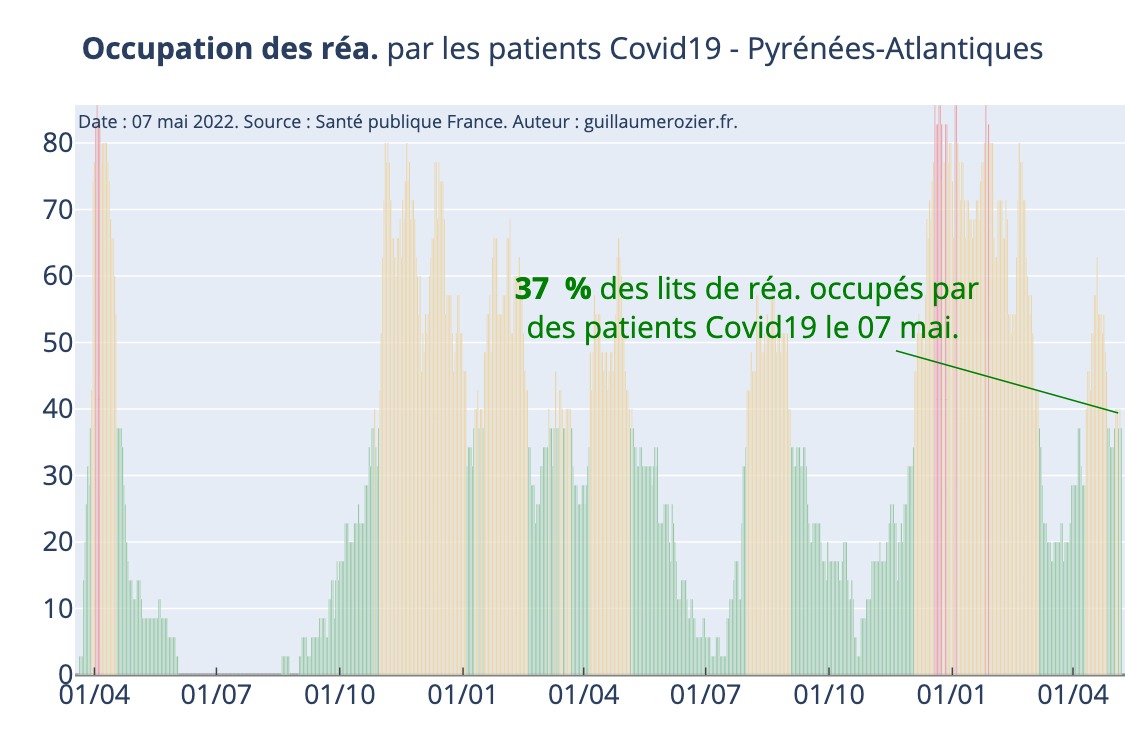 Occupation des réa. par les patients Covid19 - Pyrénées-Atlantiques
Date : 07 mai 2022. Source : Santé publique France. Auteur : guillaumerozier.fr.
80
70
60
50
40
30
20
10
0
37 % des lits de réa. occupés par
des patients Covid19 le 07 mai.
01/04 01/07 01/10 01/01 01/04 01/07 01/10 01/01 01/04